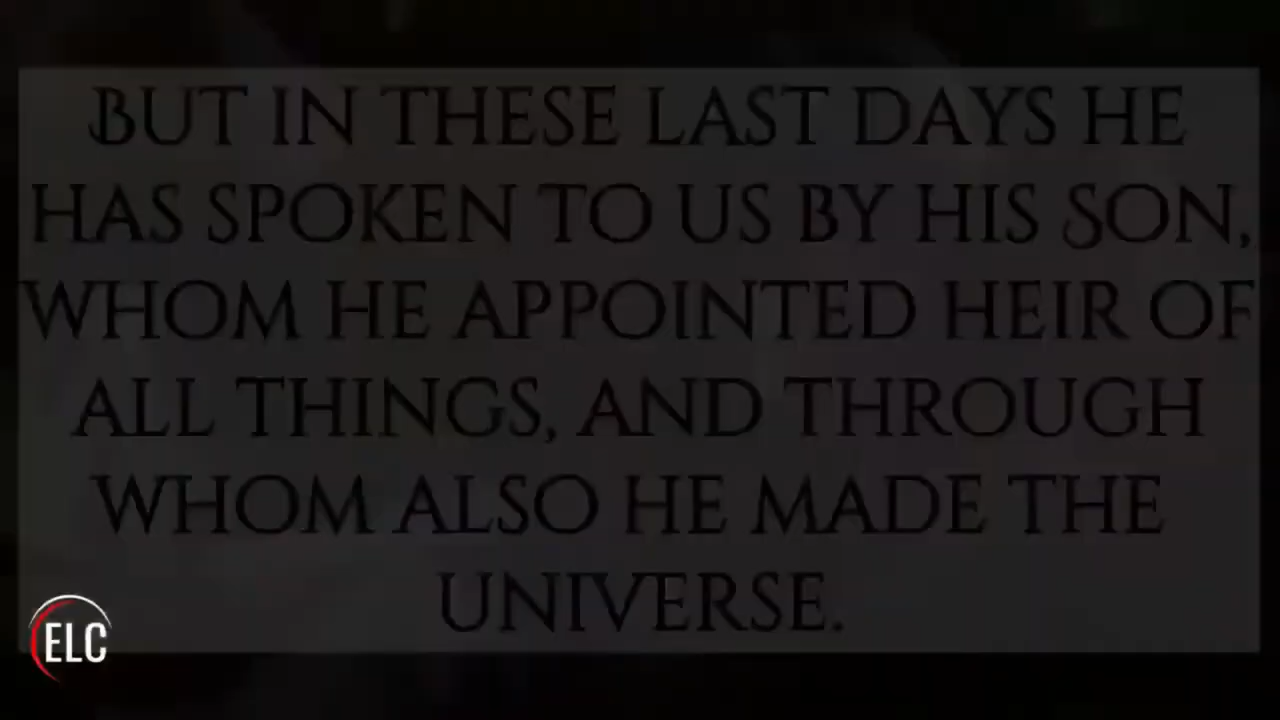 But in these last days he
has spoken to us by his Son,
whom he appointed heir of
all things, and through
whom also he made the
universe.
ELC